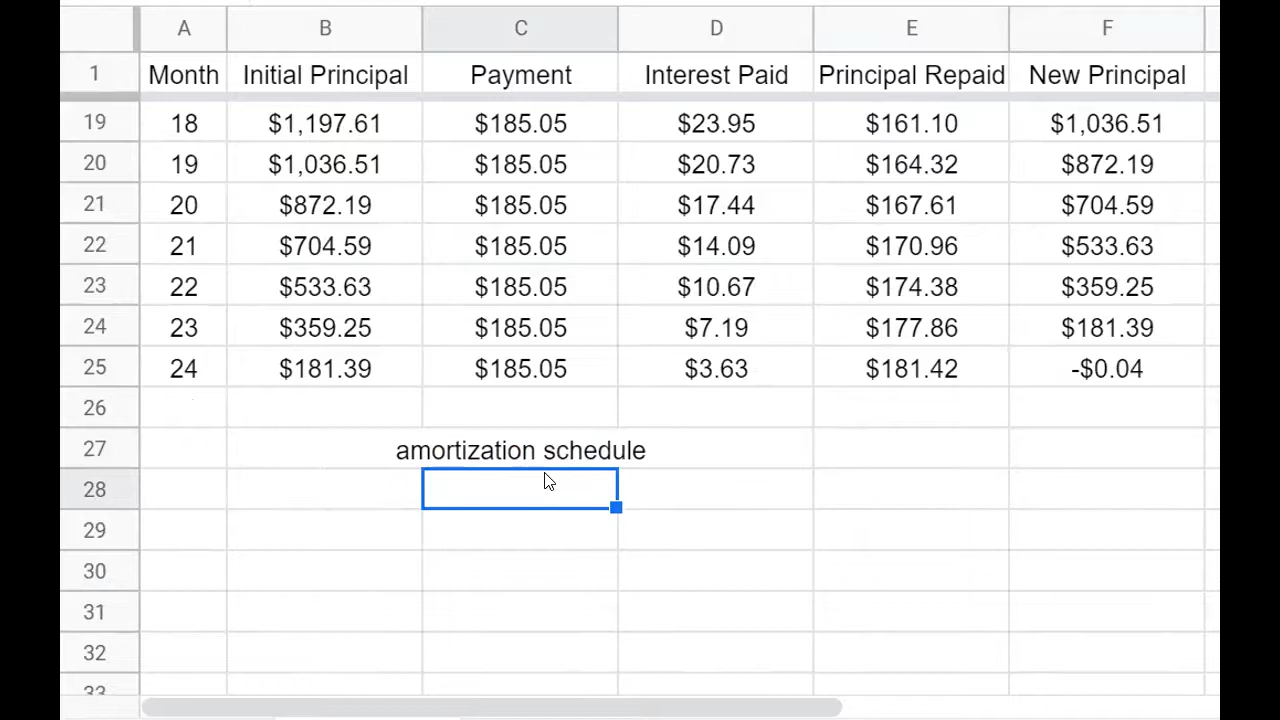 A B C D E F
1 Month Initial Principal Payment Interest Paid Principal Repaid New Principal
19 18 $1,197.61 $185.05 $23.95 $161.10 $1,036.51
20 19 $1,036.51 $185.05 $20.73 $164.32 $872.19
21 20 $872.19 $185.05 $17.44 $167.61 $704.59
22 21 $704.59 $185.05 $14.09 $170.96 $533.63
23 22 $533.63 $185.05 $10.67 $174.38 $359.25
24 23 $359.25 $185.05 $7.19 $177.86 $181.39
25 24 $181.39 $185.05 $3.63 $181.42 -$0.04
26
27 amortization schedule
28
29
30
31
32
33